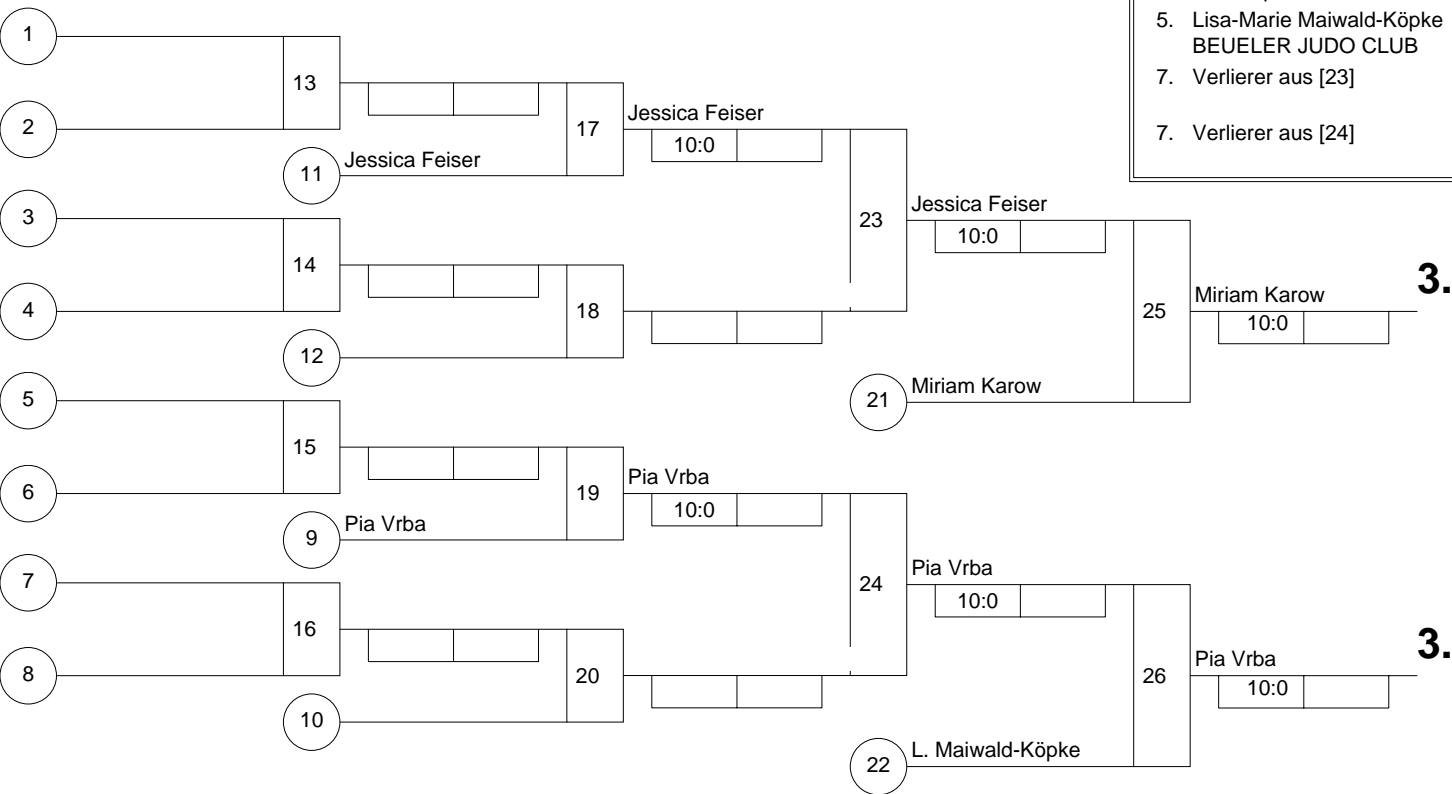 5. Lisa-Marie Maiwald-Köpke
BEUELER JUDO CLUB
7. Verlierer aus [23]
7. Verlierer aus [24]
1
13
2
17
Jessica Feiser
10:0
11
Jessica Feiser
3
23
Jessica Feiser
10:0
14
3.
4
18
25
Miriam Karow
10:0
12
5
21
Miriam Karow
15
6
19
Pia Vrba
10:0
9
Pia Vrba
7
24
Pia Vrba
10:0
16
3.
8
20
26
Pia Vrba
10:0
10
22
L. Maiwald-Köpke